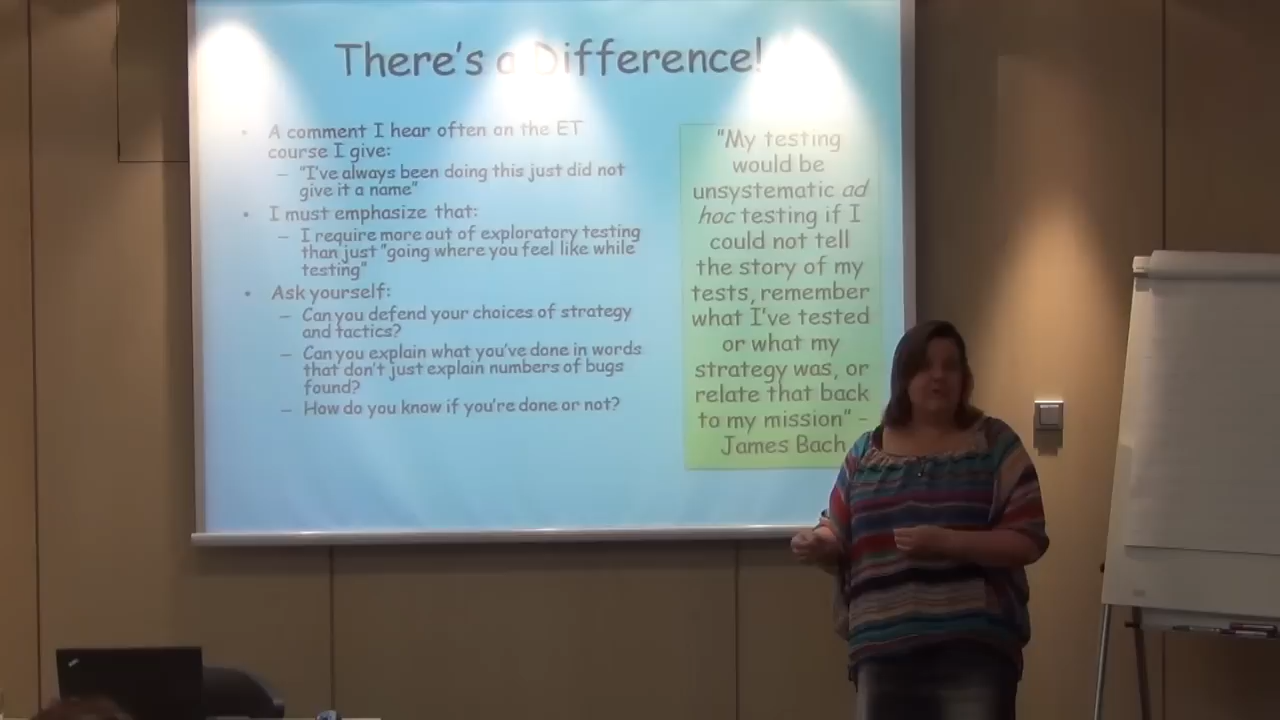 There's a Difference!
• A comment I hear often on the ET
course I give:
– "I've always been doing this just did not
give it a name"
• I must emphasize that:
– I require more out of exploratory testing
than just "going where you feel like while
testing"
• Ask yourself:
– Can you defend your choices of strategy
and tactics?
– Can you explain what you've done in words
that don't just explain numbers of bugs
found?
– How do you know if you're done or not?
"My testing
would be
unsystematic ad
hoc testing if I
could not tell
the story of my
tests, remember
what I've tested
or what my
strategy was, or
relate that back
to my mission" –
James Bach